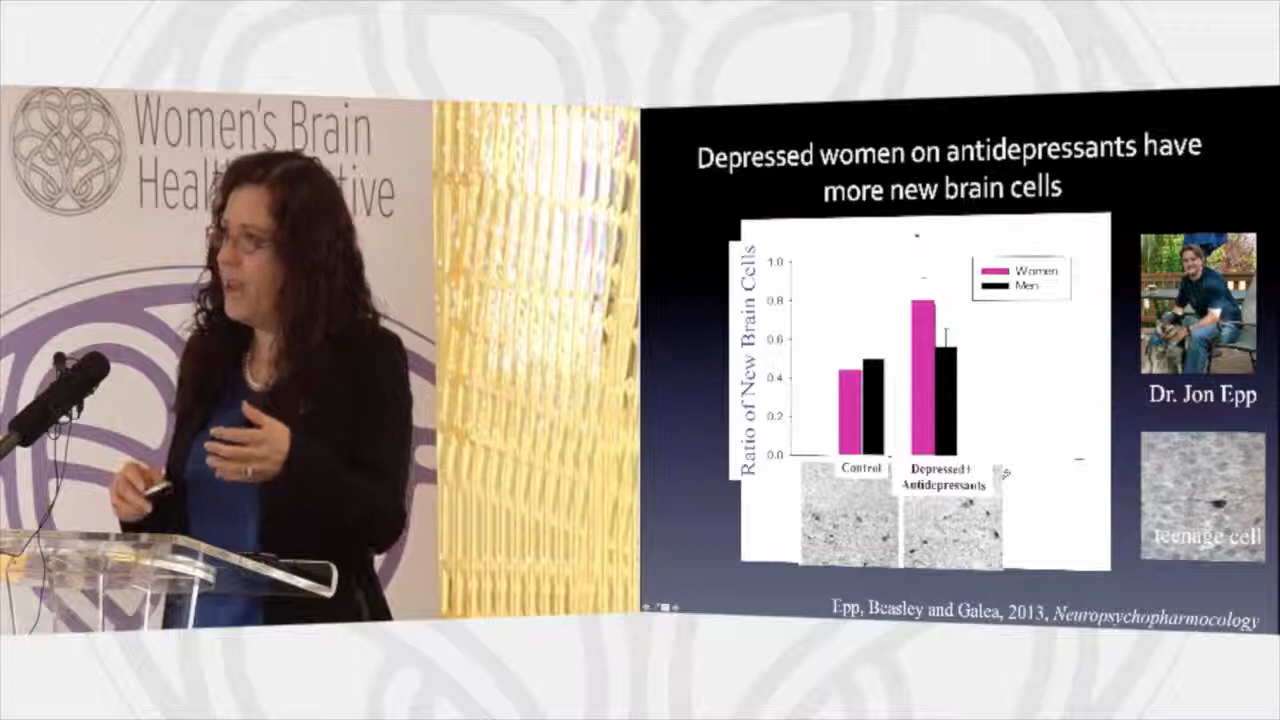 Women's Brain
Heal tive
Depressed women on antidepressants have
more new brain cells
Ratio of New Brain Cells
1.0
0.8
0.6
0.4
0.2
0.0
Women
Men
Control
Depressed+
Antidepressants
Dr. Jon Epp
teenage cell
Epp, Beasley and Galea, 2013, Neuropsychopharmocology